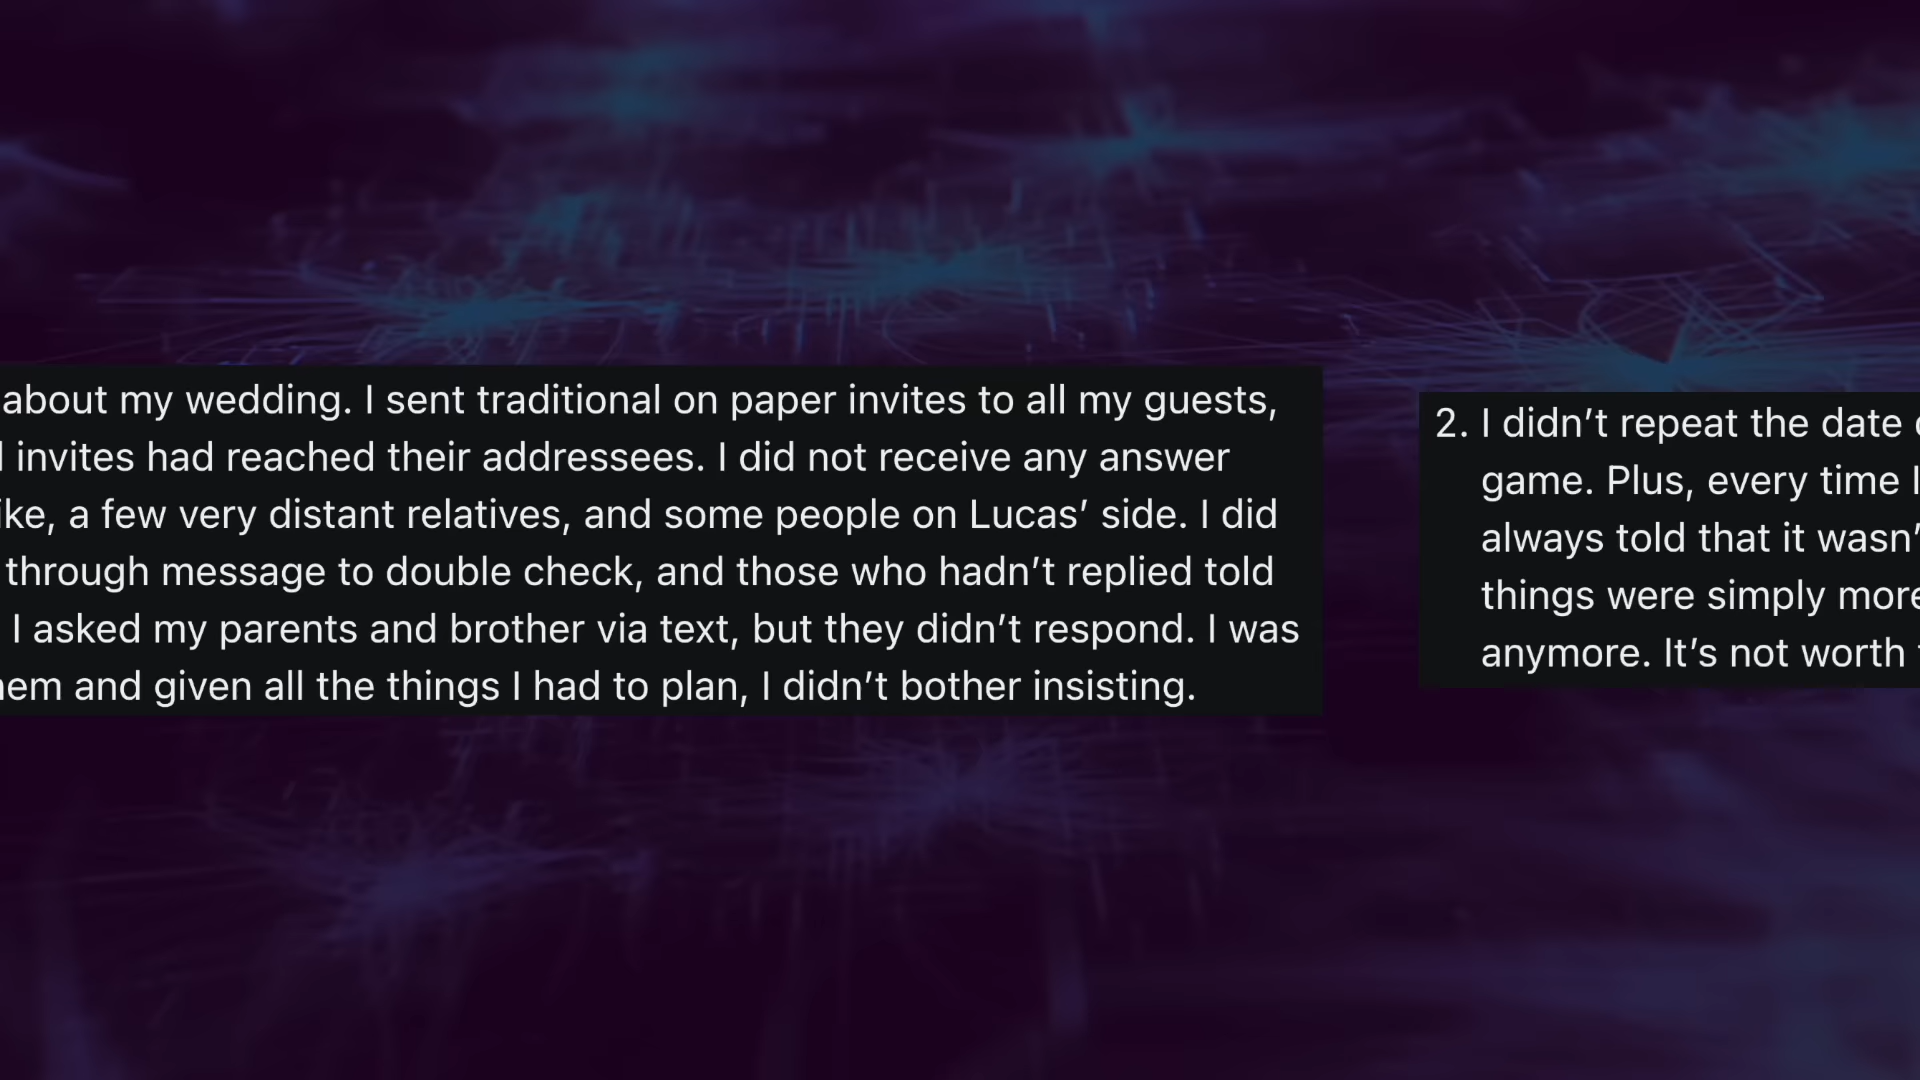 about my wedding. I sent traditional on paper invites to all my guests,
invites had reached their addressees. I did not receive any answer
a few very distant relatives, and some people on Lucas’ side. I did
through message to double check, and those who hadn’t replied told
I asked my parents and brother via text, but they didn’t respond. I was
and given all the things I had to plan, I didn’t bother insisting.
2. I didn’t repeat the date
game. Plus, every time I
always told that it
things were simply more
anymore. It’s not worth